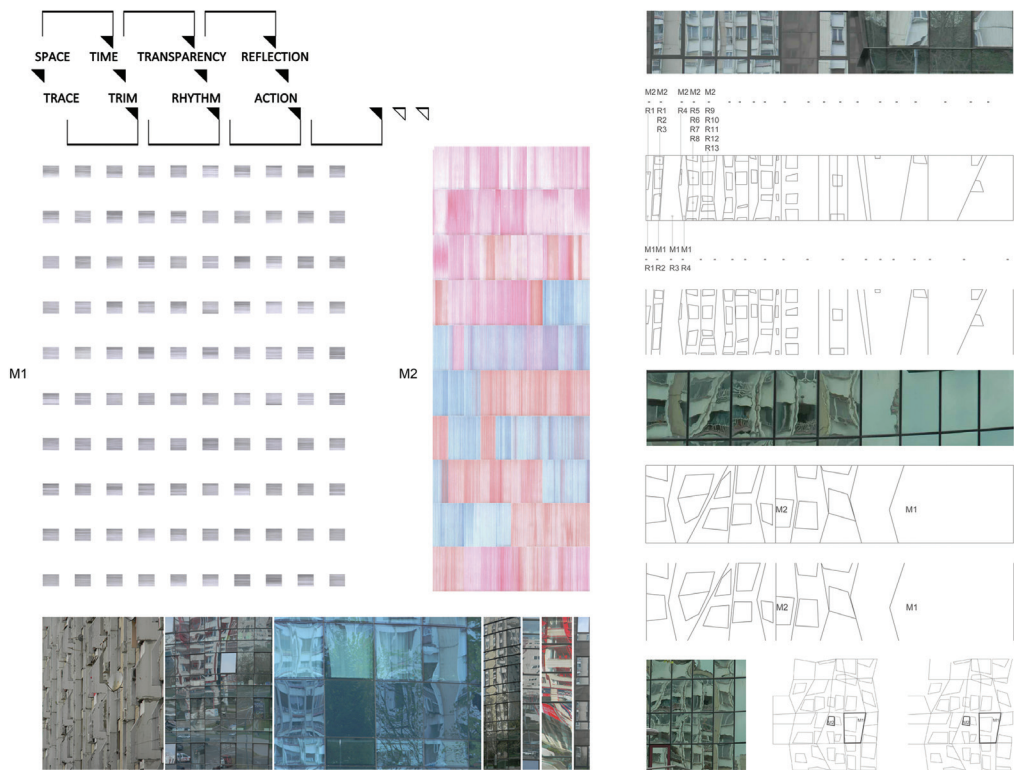 SPACE TIME TRANSPARENCY REFLECTION
TRACE TRIM RHYTHM ACTION
M1
M2
M2 M2 M2 M2 M2
R1 R1 R4 R5 R9
R2 R6 R10
R3 R7 R11
R8 R12
R13
M1 M1 M1 M1
R1 R2 R3 R4
M2 M1
M2 M1
M1
M1